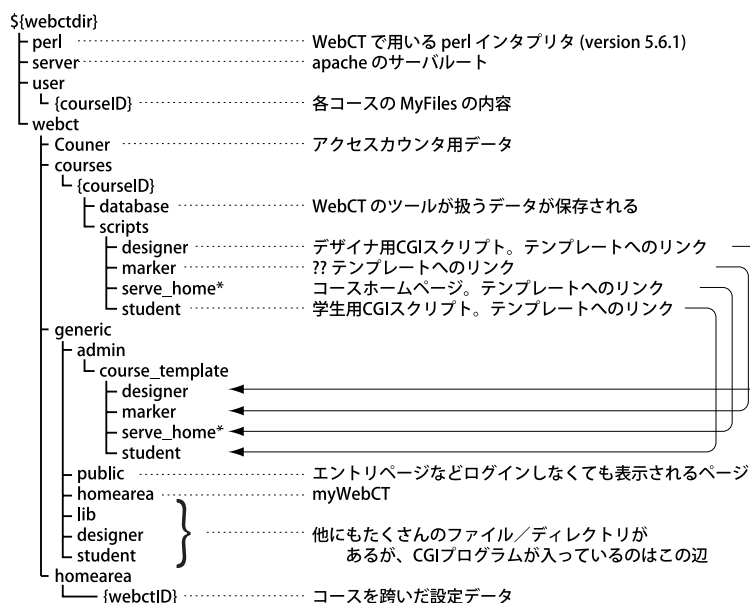 ${webctdir}
perl WebCT で用いる perl インタプリタ (version 5.6.1)
server apache のサーバルート
user
{courseID} 各コースの MyFiles の内容
webct
Couner アクセスカウンタ用データ
courses
{courseID}
database WebCT のツールが扱うデータが保存される
scripts
designer デザイナ用CGIスクリプト。テンプレートへのリンク
marker ?? テンプレートへのリンク
serve_home* コースホームページ。テンプレートへのリンク
student 学生用CGIスクリプト。テンプレートへのリンク
generic
admin
course_template
designer
marker
serve_home*
student
public エントリページなどログインしなくても表示されるページ
homearea myWebCT
lib
designer 他にもたくさんのファイル／ディレクトリが
student あるが、CGIプログラムが入っているのはこの辺
homearea
{webctID} コースを跨いだ設定データ